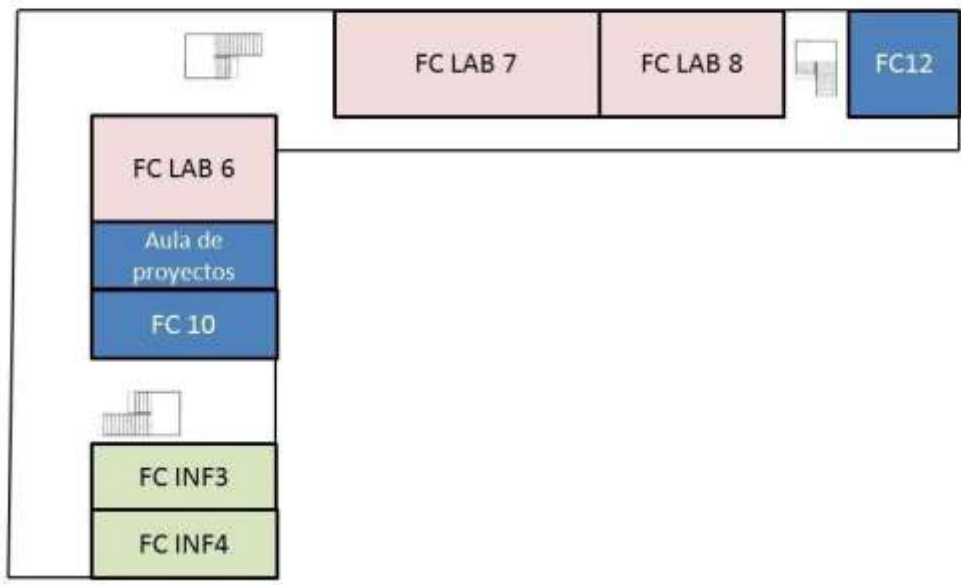 FC LAB 7
FC LAB 8
FC12
FC LAB 6
Aula de
proyectos
FC 10
FC INF3
FC INF4